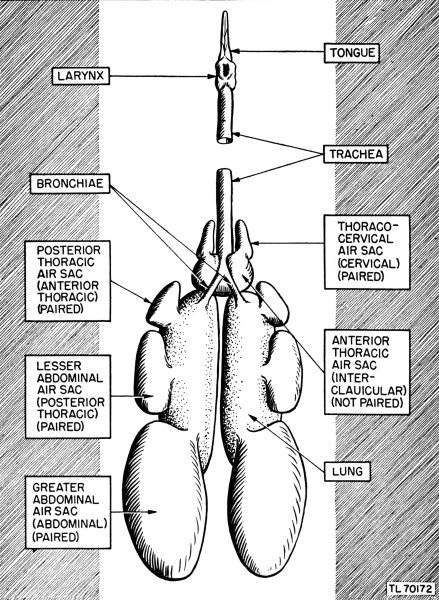 TONGUE
LARYNX
TRACHEA
BRONCHIAE
THORACO-
CERVICAL
AIR SAC
(CERVICAL)
(PAIRED)
POSTERIOR
THORACIC
AIR SAC
(ANTERIOR
THORACIC)
(PAIRED)
ANTERIOR
THORACIC
AIR SAC
(INTER-
CLAUICULAR)
(NOT PAIRED)
LESSER
ABDOMINAL
AIR SAC
(POSTERIOR
THORACIC)
(PAIRED)
LUNG
GREATER
ABDOMINAL
AIR SAC
(ABDOMINAL)
(PAIRED)
TL 70172